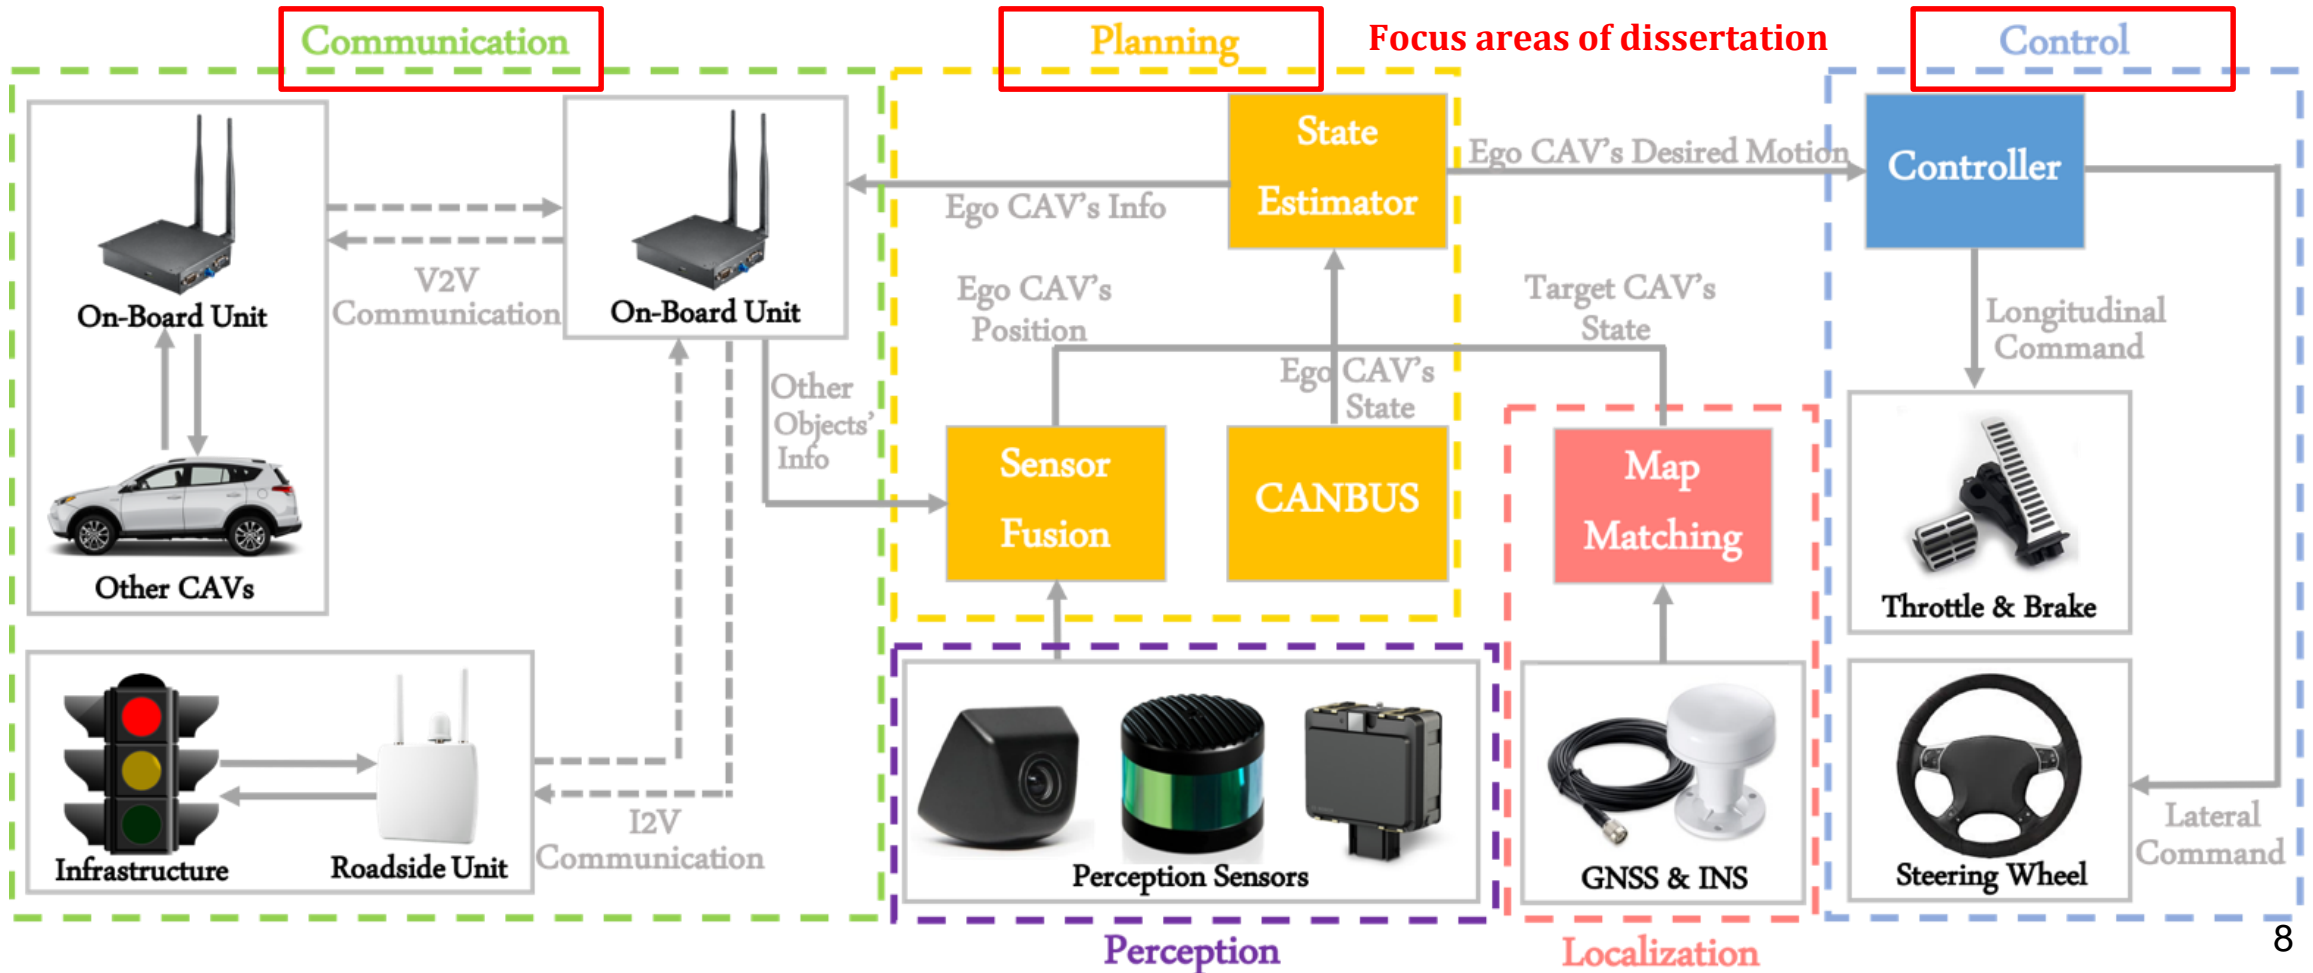 Communication
Planning
Focus areas of dissertation
Control
On-Board Unit
V2V
Communication
On-Board Unit
Other CAVs
Other
Objects'
Info
Infrastructure
Roadside Unit
I2V
Communication
Ego CAV's Info
State
Estimator
Ego CAV's Desired Motion
Ego CAV's
Position
Target CAV's
State
Ego CAV's
State
Sensor
Fusion
CANBUS
Map
Matching
Perception Sensors
GNSS & INS
Controller
Longitudinal
Command
Throttle & Brake
Steering Wheel
Lateral
Command
Perception
Localization
8